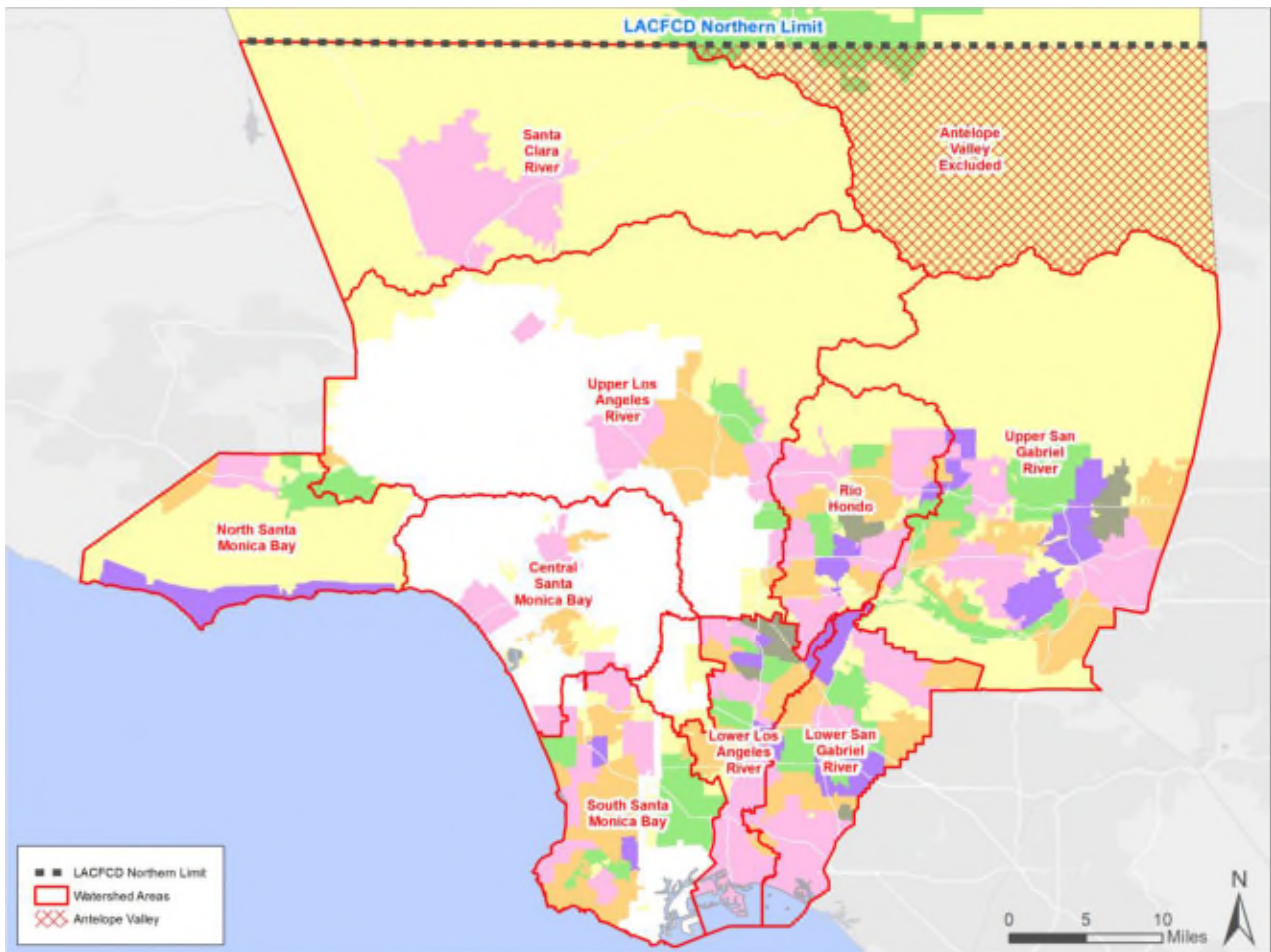 LACFCD Northern Limit
Santa
Clara
River
Antelope
Valley
Excluded
Upper Los
Angeles
River
Upper San
Gabriel
River
Rio
Hondo
North Santa
Monica Bay
Central
Santa
Monica Bay
Lower Los
Angeles
River
Lower San
Gabriel
River
South Santa
Monica Bay
LACFCD Northern Limit
Watershed Areas
Antelope Valley
N
0 5 10
Miles